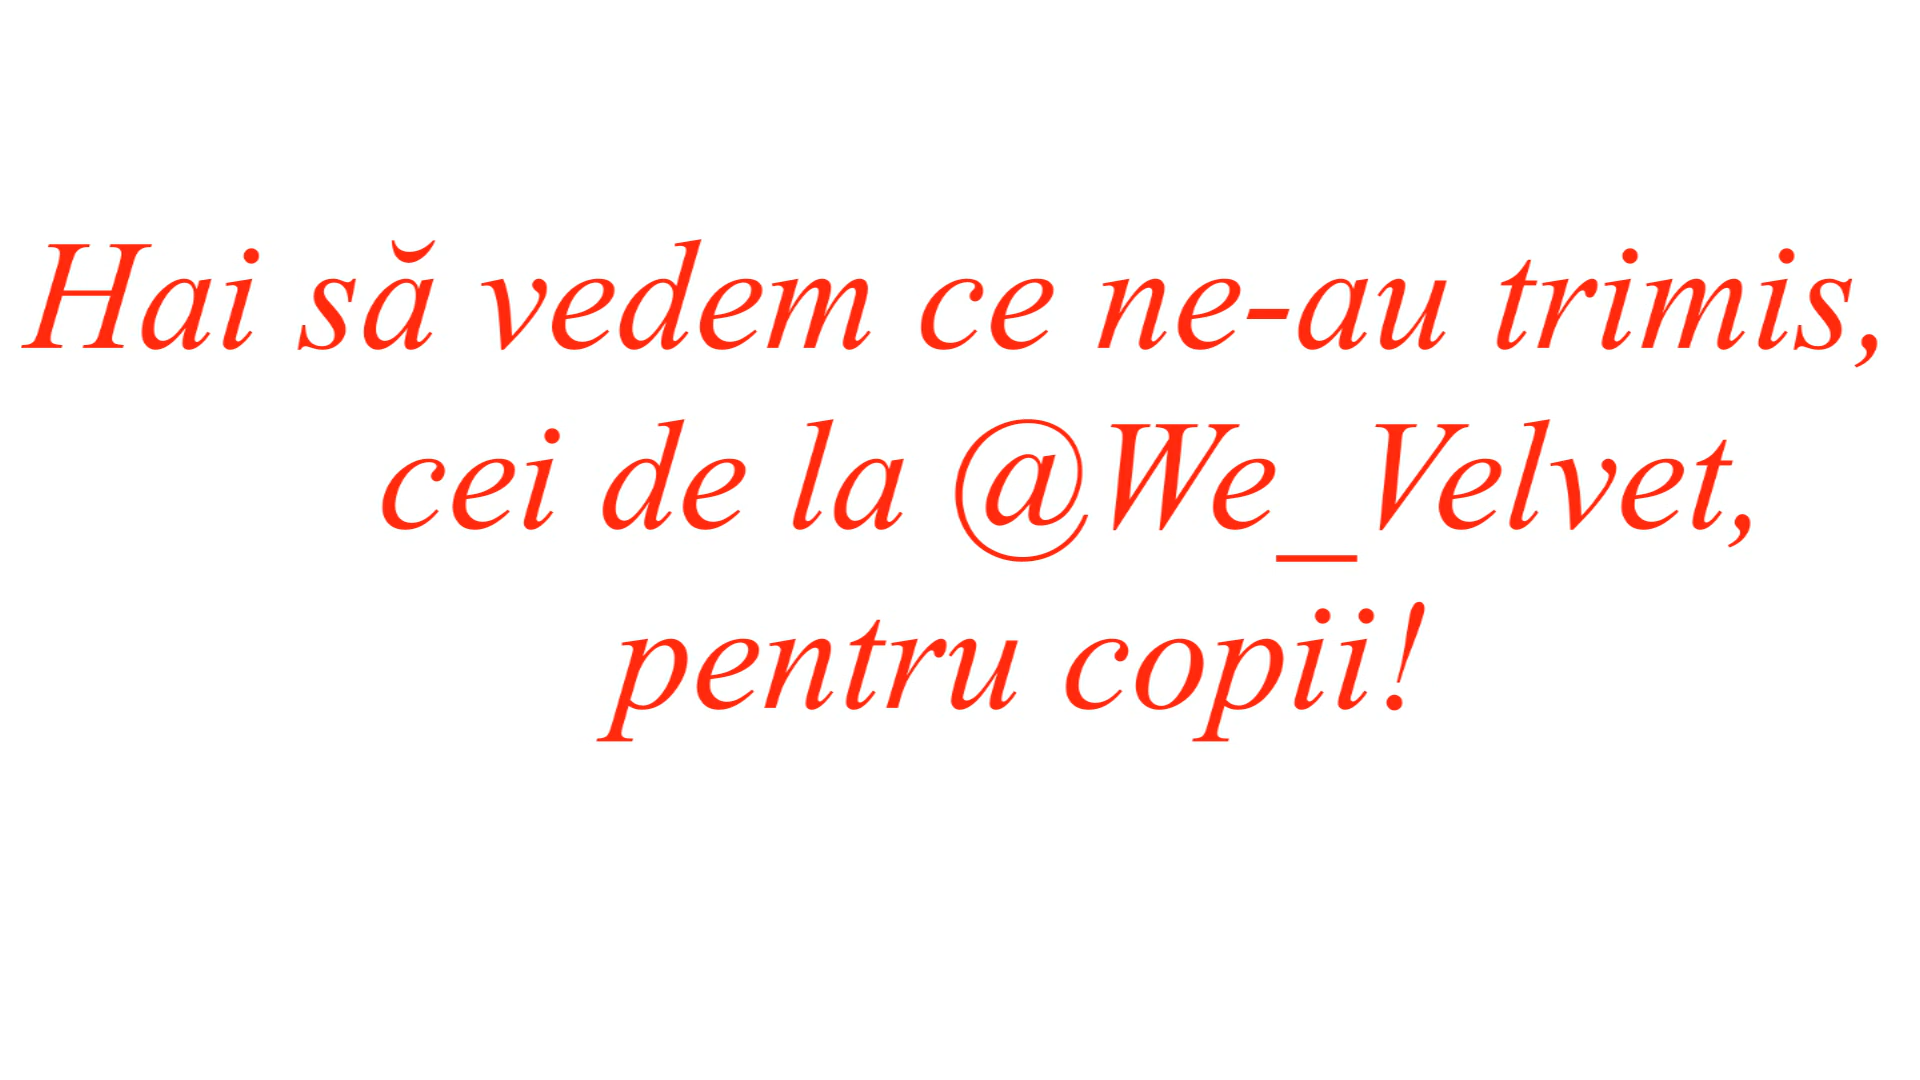 Hai să vedem ce ne-au trimis,
cei de la @We_Velvet,
pentru copii!